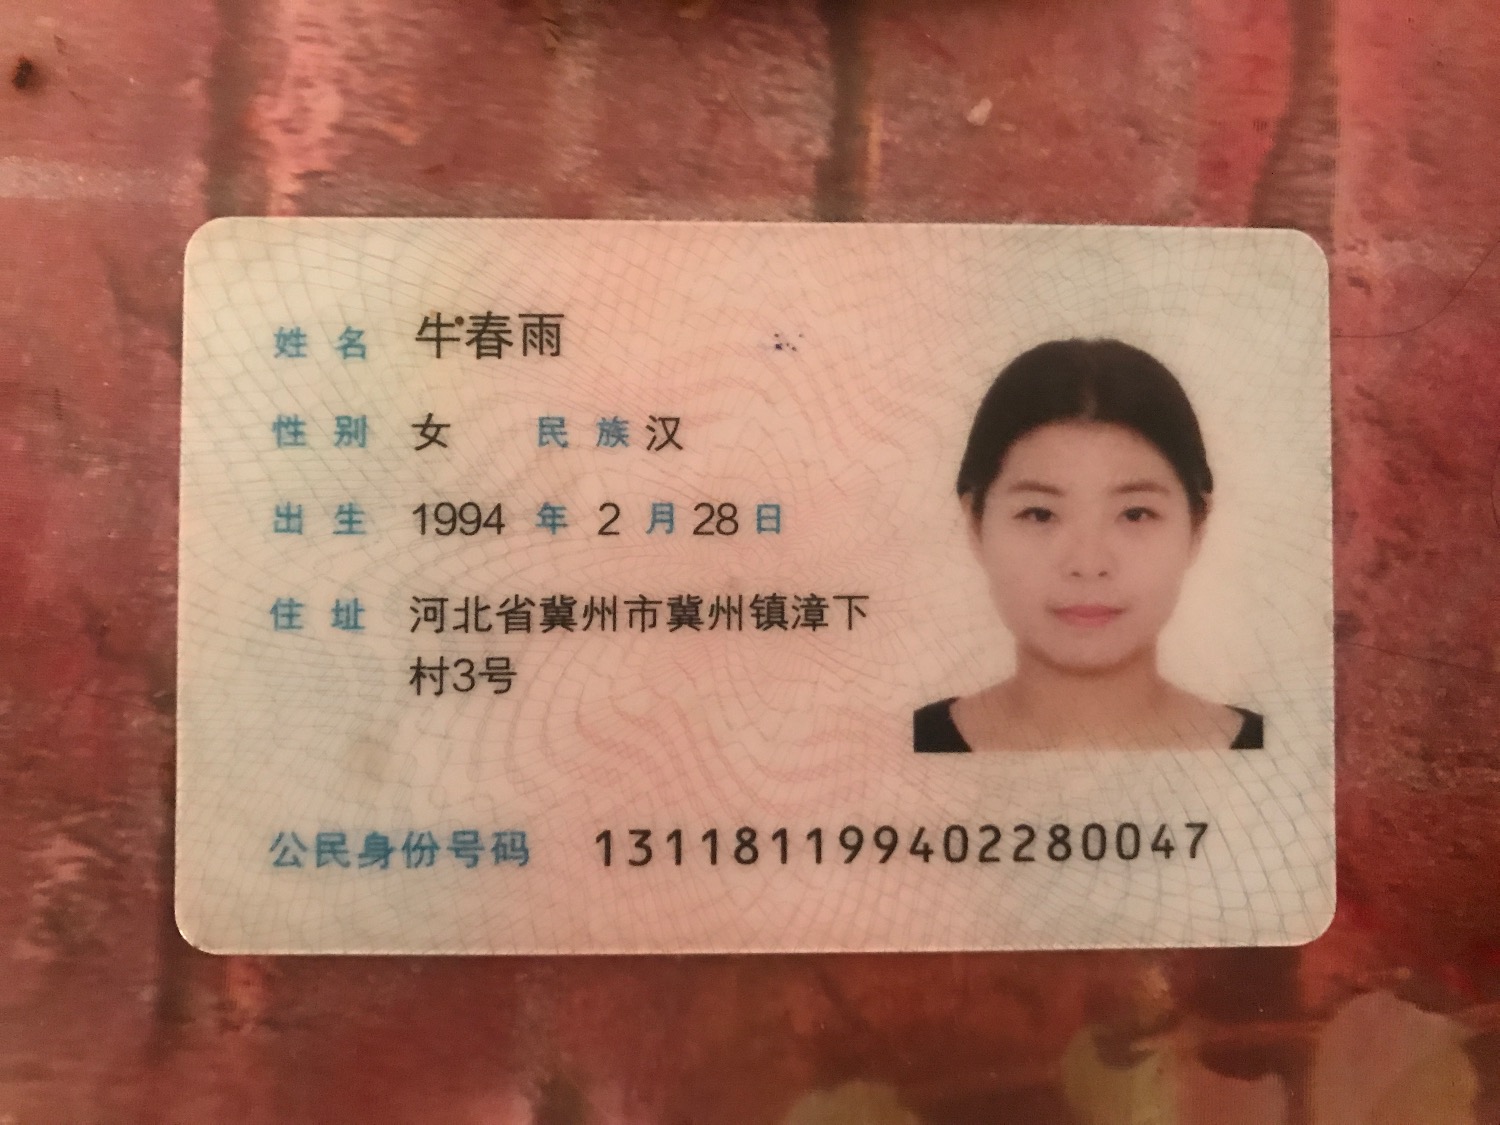 姓名 牛春雨
性别 女 民族 汉
出生 1994 年 2 月 28 日
住址 河北省冀州市冀州镇漳下
村3号
公民身份号码 131181199402280047